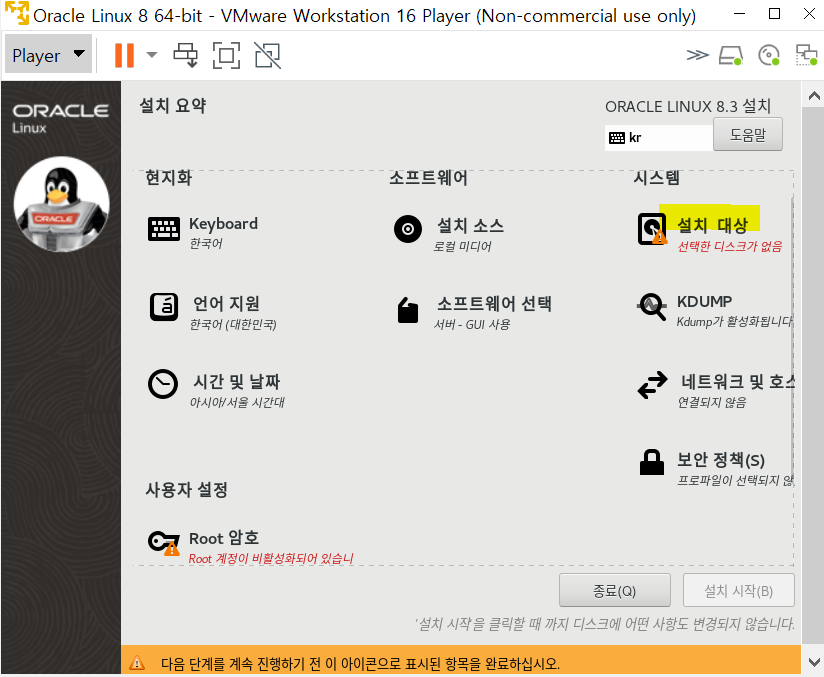 Oracle Linux 8 64-bit - VMware Workstation 16 Player (Non-commercial use only)
Player
ORACLE
Linux
ORACLE
설치 요약
ORACLE LINUX 8.3 설치
kr
도움말
현지화
소프트웨어
시스템
Keyboard
한국어
설치 소스
로컬 미디어
설치 대상
선택한 디스크가 없음
언어 지원
한국어 (대한민국)
소프트웨어 선택
서버 - GUI 사용
KDUMP
Kdump가 활성화됩니다
시간 및 날짜
아시아/서울 시간대
네트워크 및 호스
연결되지 않음
보안 정책(S)
프로파일이 선택되지 않
사용자 설정
Root 암호
Root 계정이 비활성화되어 있습니
종료(Q)
설치 시작(B)
'설치 시작'을 클릭할 때 까지 디스크에 어떤 사항도 변경되지 않습니다.
다음 단계를 계속 진행하기 전 이 아이콘으로 표시된 항목을 완료하십시오.